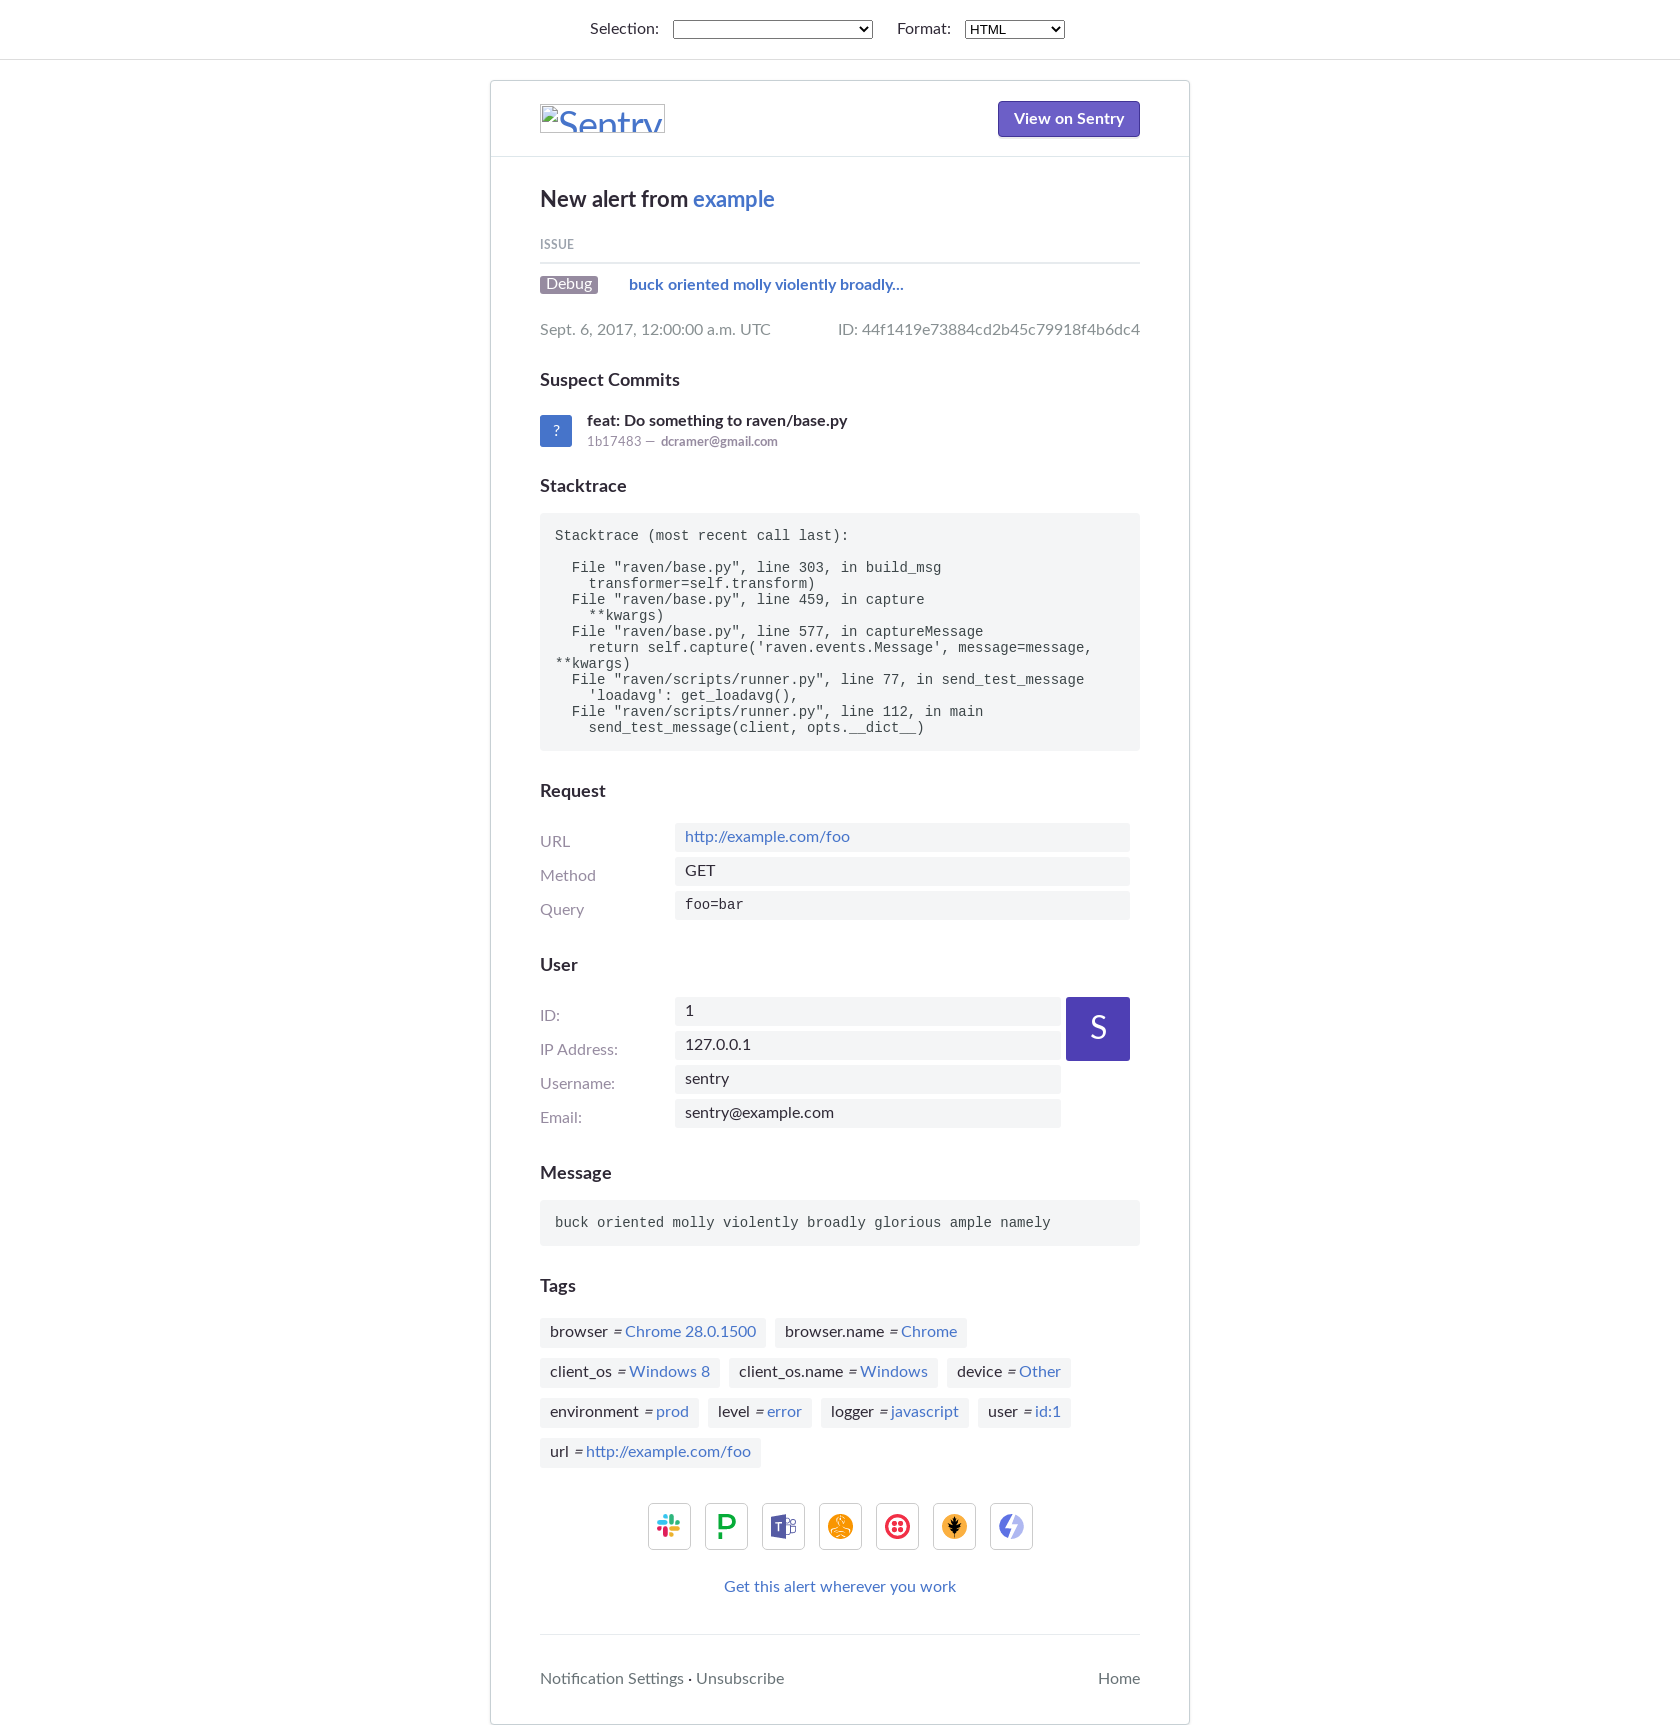 Selection: Format: HTML
Sentry View on Sentry
New alert from example
ISSUE
Debug buck oriented molly violently broadly...
Sept. 6, 2017, 12:00:00 a.m. UTC ID: 44f1419e73884cd2b45c79918f4b6dc4
Suspect Commits
? feat: Do something to raven/base.py
1b17483 — dcramer@gmail.com
Stacktrace
Stacktrace (most recent call last):
File "raven/base.py", line 303, in build_msg
transformer=self.transform)
File "raven/base.py", line 459, in capture
**kwargs)
File "raven/base.py", line 577, in captureMessage
return self.capture('raven.events.Message', message=message,
**kwargs)
File "raven/scripts/runner.py", line 77, in send_test_message
'loadavg': get_loadavg(),
File "raven/scripts/runner.py", line 112, in main
send_test_message(client, opts.__dict__)
Request
URL http://example.com/foo
Method GET
Query foo=bar
User
ID: 1 S
IP Address: 127.0.0.1
Username: sentry
Email: sentry@example.com
Message
buck oriented molly violently broadly glorious ample namely
Tags
browser = Chrome 28.0.1500 browser.name = Chrome
client_os = Windows 8 client_os.name = Windows device = Other
environment = prod level = error logger = javascript user = id:1
url = http://example.com/foo
Get this alert wherever you work
Notification Settings · Unsubscribe Home